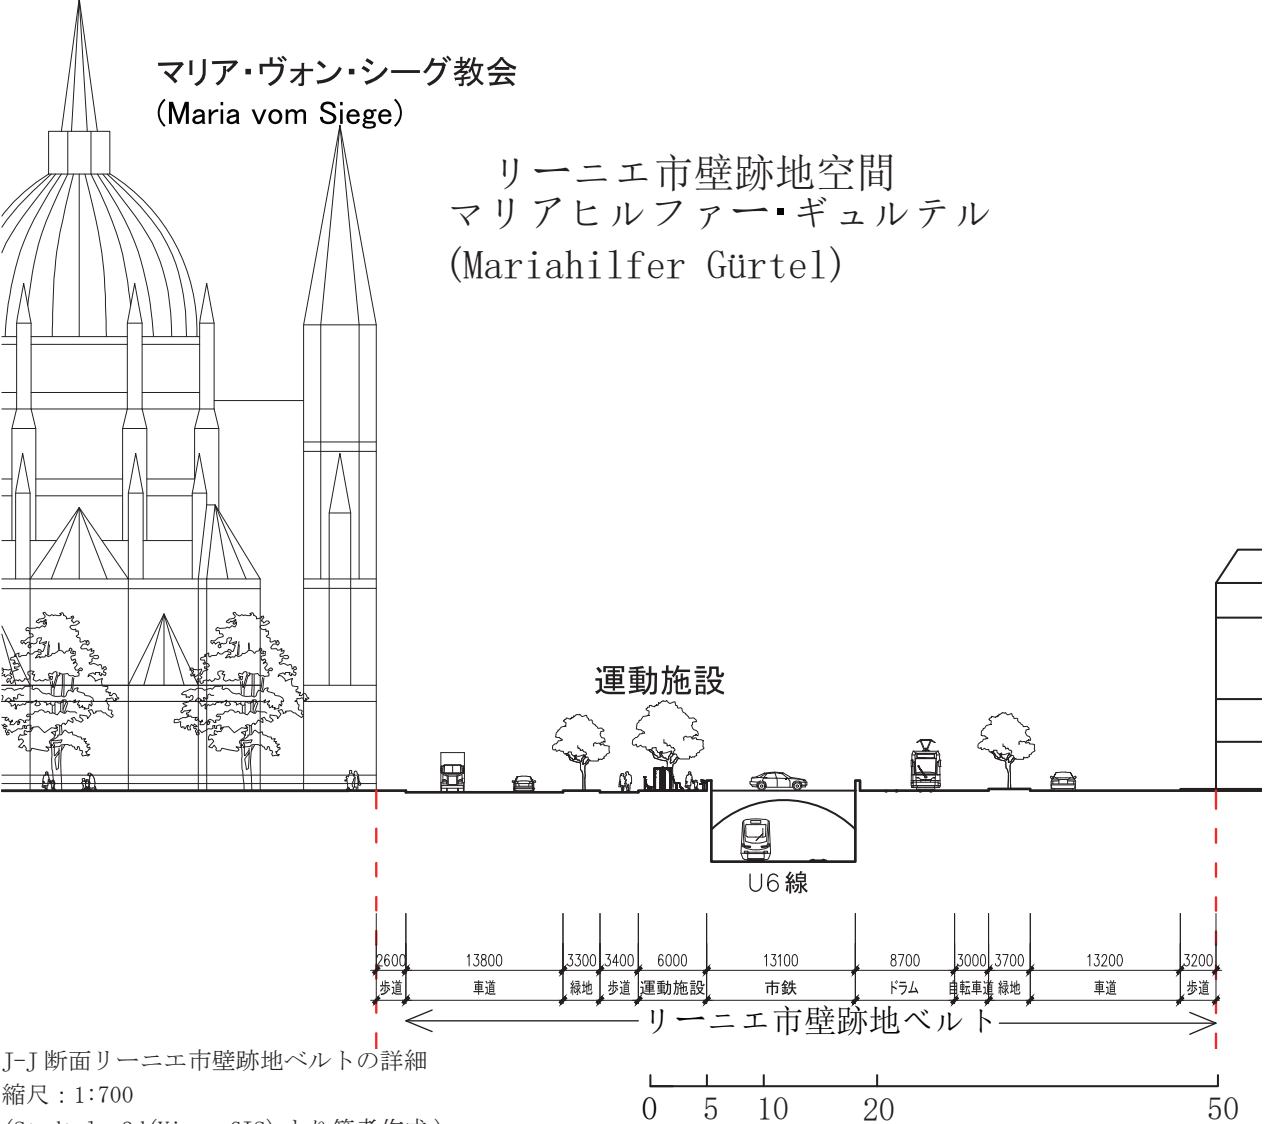 マリア・ヴォン・シーグ教会
(Maria vom Siege)
リーニエ市壁跡地空間
マリアヒルファー・ギュルテル
(Mariahilfer Gürtel)
運動施設
U6線
2600 13800 3300 3400 6000 13100 8700 3000 3700 13200 3200
歩道 車道 緑地 歩道 運動施設 市鉄 ドラム 自転車道 緑地 車道 歩道
リーニエ市壁跡地ベルト
J-J断面リーニエ市壁跡地ベルトの詳細
縮尺：1:700
0 5 10 20 50